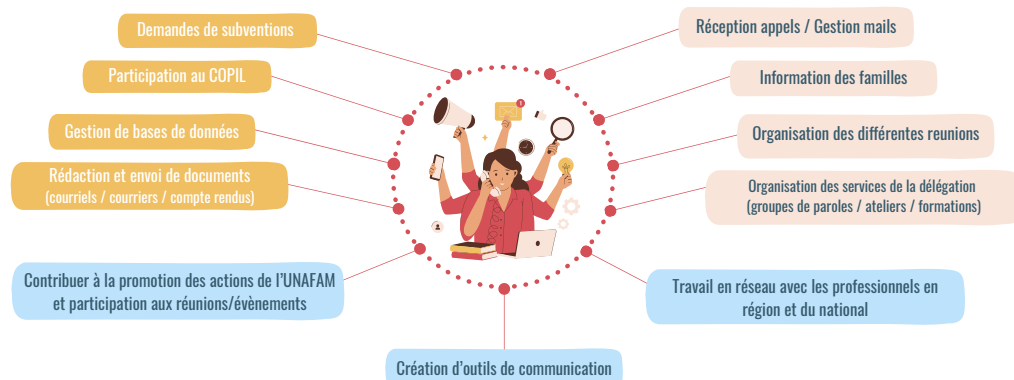 Demandes de subventions
Participation au COPIL
Gestion de bases de données
Rédaction et envoi de documents
(courriels / courriers / compte rendus)
Contribuer à la promotion des actions de l'UNAFAM
et participation aux réunions/évènements
Réception appels / Gestion mails
Information des familles
Organisation des différentes reunions
Organisation des services de la délégation
(groupes de paroles / ateliers / formations)
Travail en réseau avec les professionnels en
région et du national
Création d'outils de communication
1